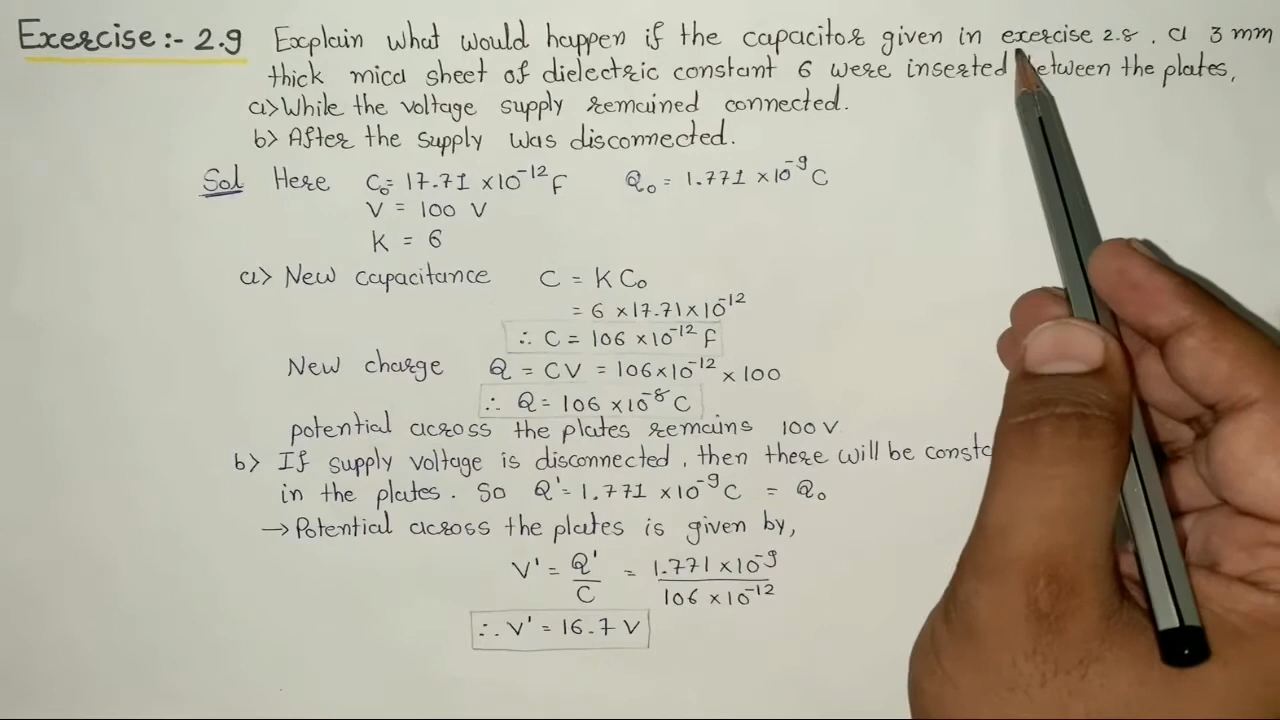 Exercise:- 2.9 Explain what would happen if the capacitor given in exercise 2.8, a 3 mm
thick mica sheet of dielectric constant 6 were inserted between the plates,
a> While the voltage supply remained connected.
b> After the supply was disconnected.
Sol Here C₀ = 17.71 × 10⁻¹² F Q₀ = 1.771 × 10⁻⁹ C
V = 100 V
K = 6
a> New capacitance C = K C₀
= 6 × 17.71 × 10⁻¹²
∴ C = 106 × 10⁻¹² F
New charge Q = CV = 106 × 10⁻¹² × 100
∴ Q = 106 × 10⁻⁸ C
potential across the plates remains 100 V
b> If supply voltage is disconnected, then there will be
in the plates. So Q' = 1.771 × 10⁻⁹ C = Q₀
→ Potential across the plates is given by,
V' = Q'/C = 1.771 × 10⁻⁹/106 × 10⁻¹²
∴ V' = 16.7 V